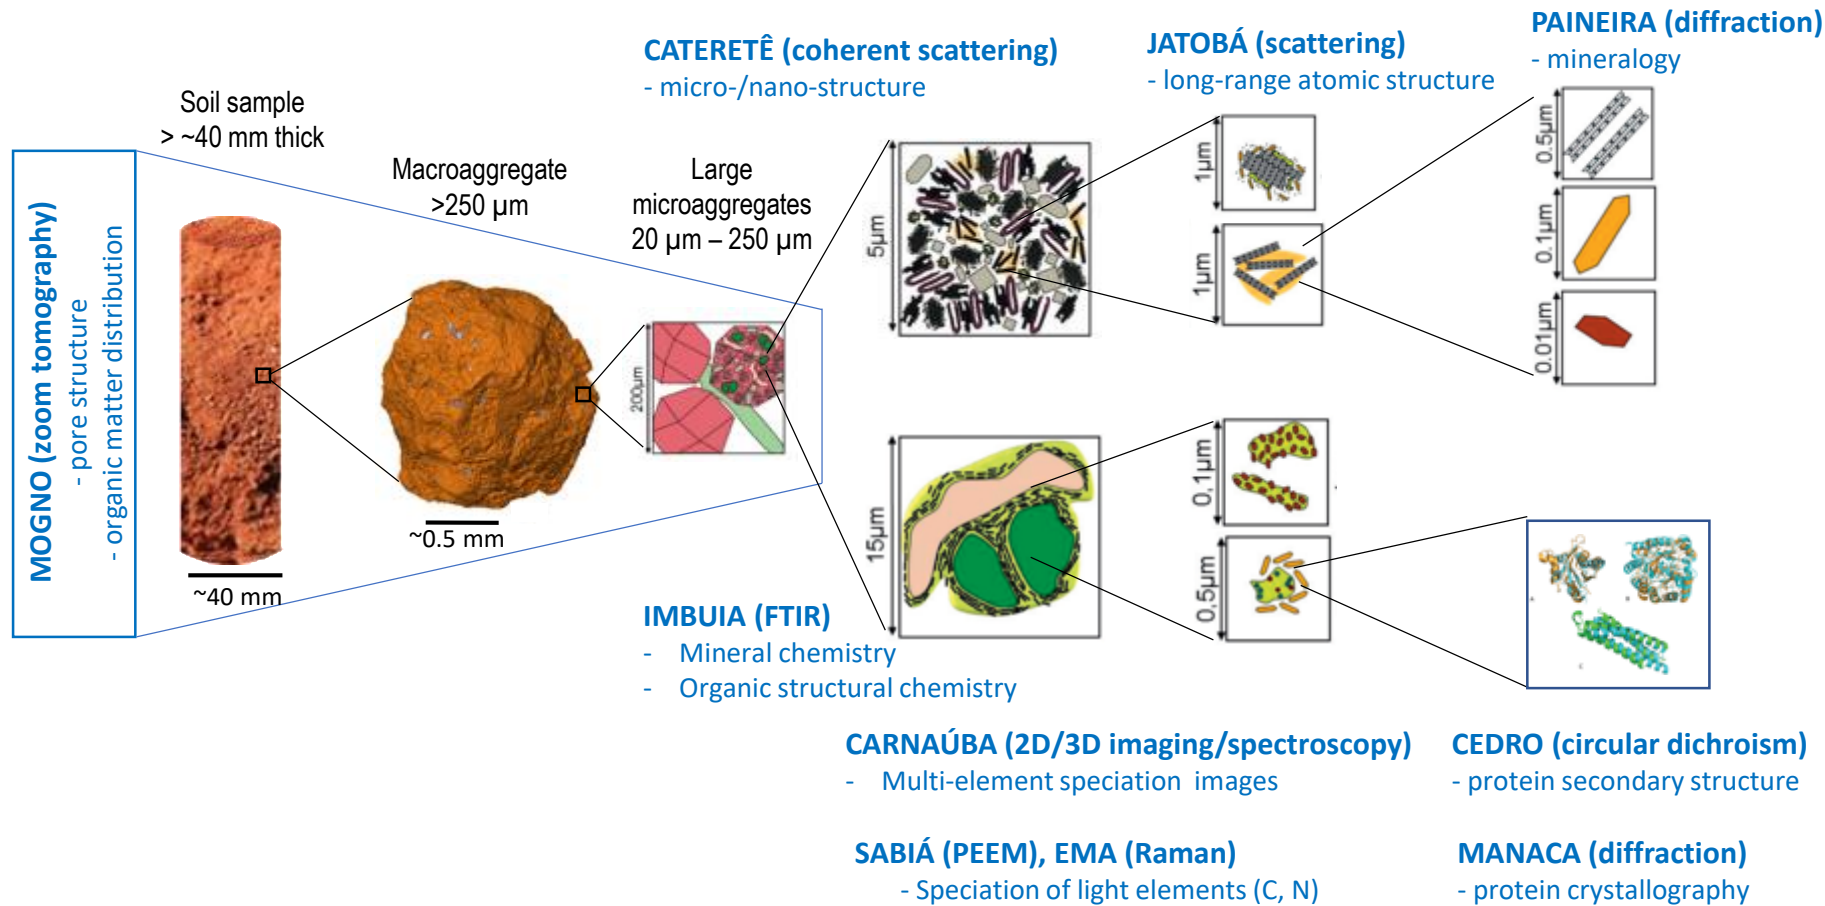 MOGNO (zoom tomography)
- pore structure
- organic matter distribution
Soil sample
> ~40 mm thick
~40 mm
Macroaggregate
>250 µm
~0.5 mm
Large
microaggregates
20 µm – 250 µm
200µm
CATERETÊ (coherent scattering)
- micro-/nano-structure
5µm
15µm
JATOBÁ (scattering)
- long-range atomic structure
1µm
1µm
0,1µm
0,5µm
PAINEIRA (diffraction)
- mineralogy
0.5µm
0.1µm
0.01µm
A
B
C
IMBUIA (FTIR)
- Mineral chemistry
- Organic structural chemistry
CARNAÚBA (2D/3D imaging/spectroscopy)
- Multi-element speciation images
CEDRO (circular dichroism)
- protein secondary structure
SABIÁ (PEEM), EMA (Raman)
- Speciation of light elements (C, N)
MANACA (diffraction)
- protein crystallography